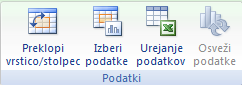 Preklopi
vrstico/stolpec
Izberi
podatke
Urejanje
podatkov
Osveži
podatke
Podatki